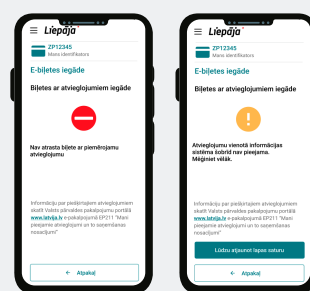 Liepāja
ZP12345
Mans identifikators
E-biļetes iegāde
Biļetes ar atvieglojumiem iegāde
Nav atrasta biļete ar piemērojamu
atvieglojumu
Informāciju par piešķirtajiem atvieglojumiem
skatīt Valsts pārvaldes pakalpojumu portālā
www.latvija.lv e-pakalpojumā EP211 "Mani
pieejamie atvieglojumi un to saņemšanas
nosacījumi"
← Atpakaļ
Liepāja
ZP12345
Mans identifikators
E-biļetes iegāde
Biļetes ar atvieglojumiem iegāde
Atvieglojumu vienotā informācijas
sistēma šobrīd nav pieejama.
Mēģiniet vēlāk.
Informāciju par piešķirtajiem atvieglojumiem
skatīt Valsts pārvaldes pakalpojumu portālā
www.latvija.lv e-pakalpojumā EP211 "Mani
pieejamie atvieglojumi un to saņemšanas
nosacījumi"
Lūdzu atjaunot lapas saturu
← Atpakaļ